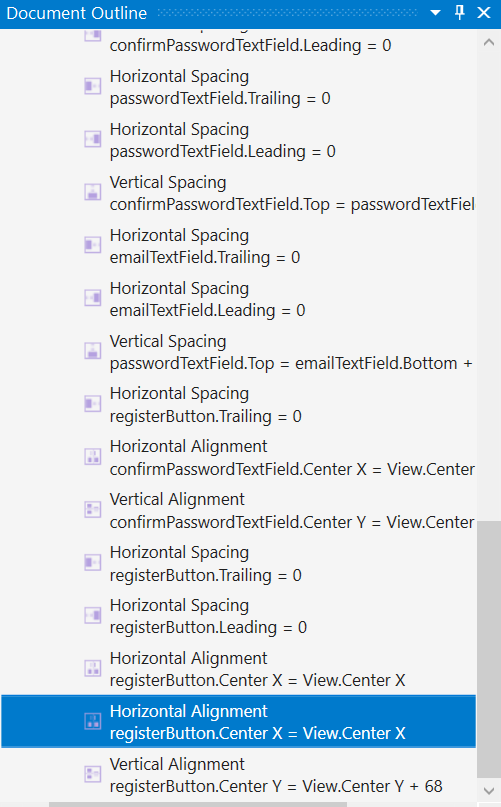 Document Outline
confirmPasswordTextField.Leading = 0
Horizontal Spacing
passwordTextField.Trailing = 0
Horizontal Spacing
passwordTextField.Leading = 0
Vertical Spacing
confirmPasswordTextField.Top = passwordTextFiel
Horizontal Spacing
emailTextField.Trailing = 0
Horizontal Spacing
emailTextField.Leading = 0
Vertical Spacing
passwordTextField.Top = emailTextField.Bottom +
Horizontal Spacing
registerButton.Trailing = 0
Horizontal Alignment
confirmPasswordTextField.Center X = View.Center
Vertical Alignment
confirmPasswordTextField.Center Y = View.Center
Horizontal Spacing
registerButton.Trailing = 0
Horizontal Spacing
registerButton.Leading = 0
Horizontal Alignment
registerButton.Center X = View.Center X
Horizontal Alignment
registerButton.Center X = View.Center X
Vertical Alignment
registerButton.Center Y = View.Center Y + 68